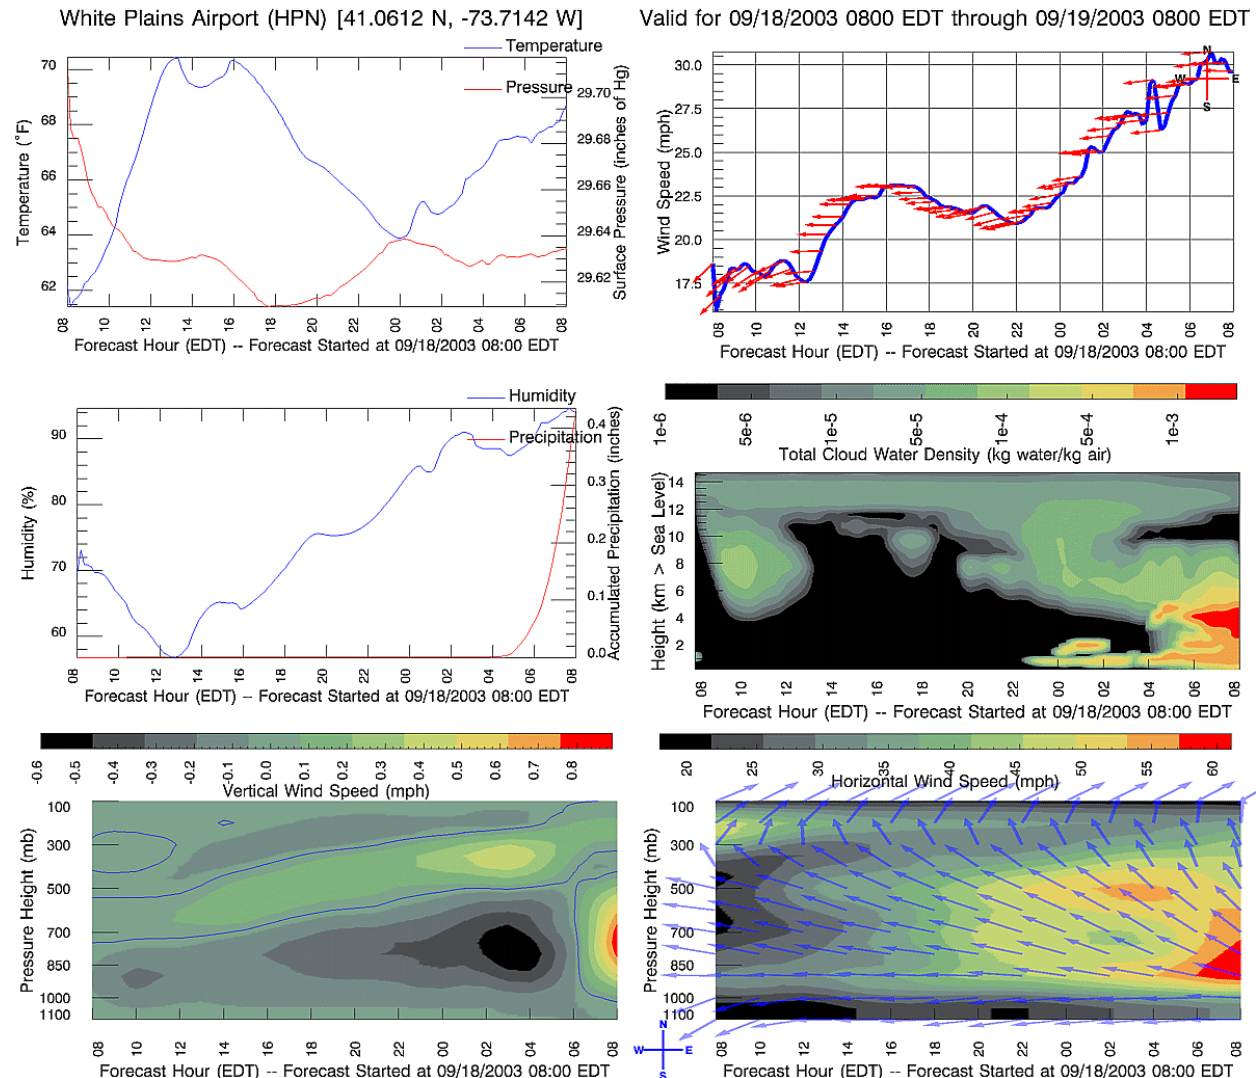 White Plains Airport (HPN) [41.0612 N, -73.7142 W]
Valid for 09/18/2003 0800 EDT through 09/19/2003 0800 EDT
Temperature
Pressure
Temperature (°F)
70
68
66
64
62
Surface Pressure (inches of Hg)
29.70
29.68
29.66
29.64
29.62
08 10 12 14 16 18 20 22 00 02 04 06 08
Forecast Hour (EDT) -- Forecast Started at 09/18/2003 08:00 EDT
Wind Speed (mph)
30.0
27.5
25.0
22.5
20.0
17.5
N
W E
S
08 10 12 14 16 18 20 22 00 02 04 06 08
Forecast Hour (EDT) -- Forecast Started at 09/18/2003 08:00 EDT
Humidity
Precipitation
Humidity (%)
90
80
70
60
Accumulated Precipitation (inches)
0.4
0.3
0.2
0.1
0.0
08 10 12 14 16 18 20 22 00 02 04 06 08
Forecast Hour (EDT) -- Forecast Started at 09/18/2003 08:00 EDT
1e-6 5e-6 1e-5 5e-5 1e-4 5e-4 1e-3
Total Cloud Water Density (kg water/kg air)
Height (km > Sea Level)
14
12
10
8
6
4
2
08 10 12 14 16 18 20 22 00 02 04 06 08
Forecast Hour (EDT) -- Forecast Started at 09/18/2003 08:00 EDT
-0.6 -0.5 -0.4 -0.3 -0.2 -0.1 0.0 0.1 0.2 0.3 0.4 0.5 0.6 0.7 0.8
Vertical Wind Speed (mph)
Pressure Height (mb)
100
300
500
700
850
1000
1100
08 10 12 14 16 18 20 22 00 02 04 06 08
Forecast Hour (EDT) -- Forecast Started at 09/18/2003 08:00 EDT
20 25 30 35 40 45 50 55 60
Horizontal Wind Speed (mph)
Pressure Height (mb)
100
300
500
700
850
1000
1100
N
W E
S
08 10 12 14 16 18 20 22 00 02 04 06 08
Forecast Hour (EDT) -- Forecast Started at 09/18/2003 08:00 EDT